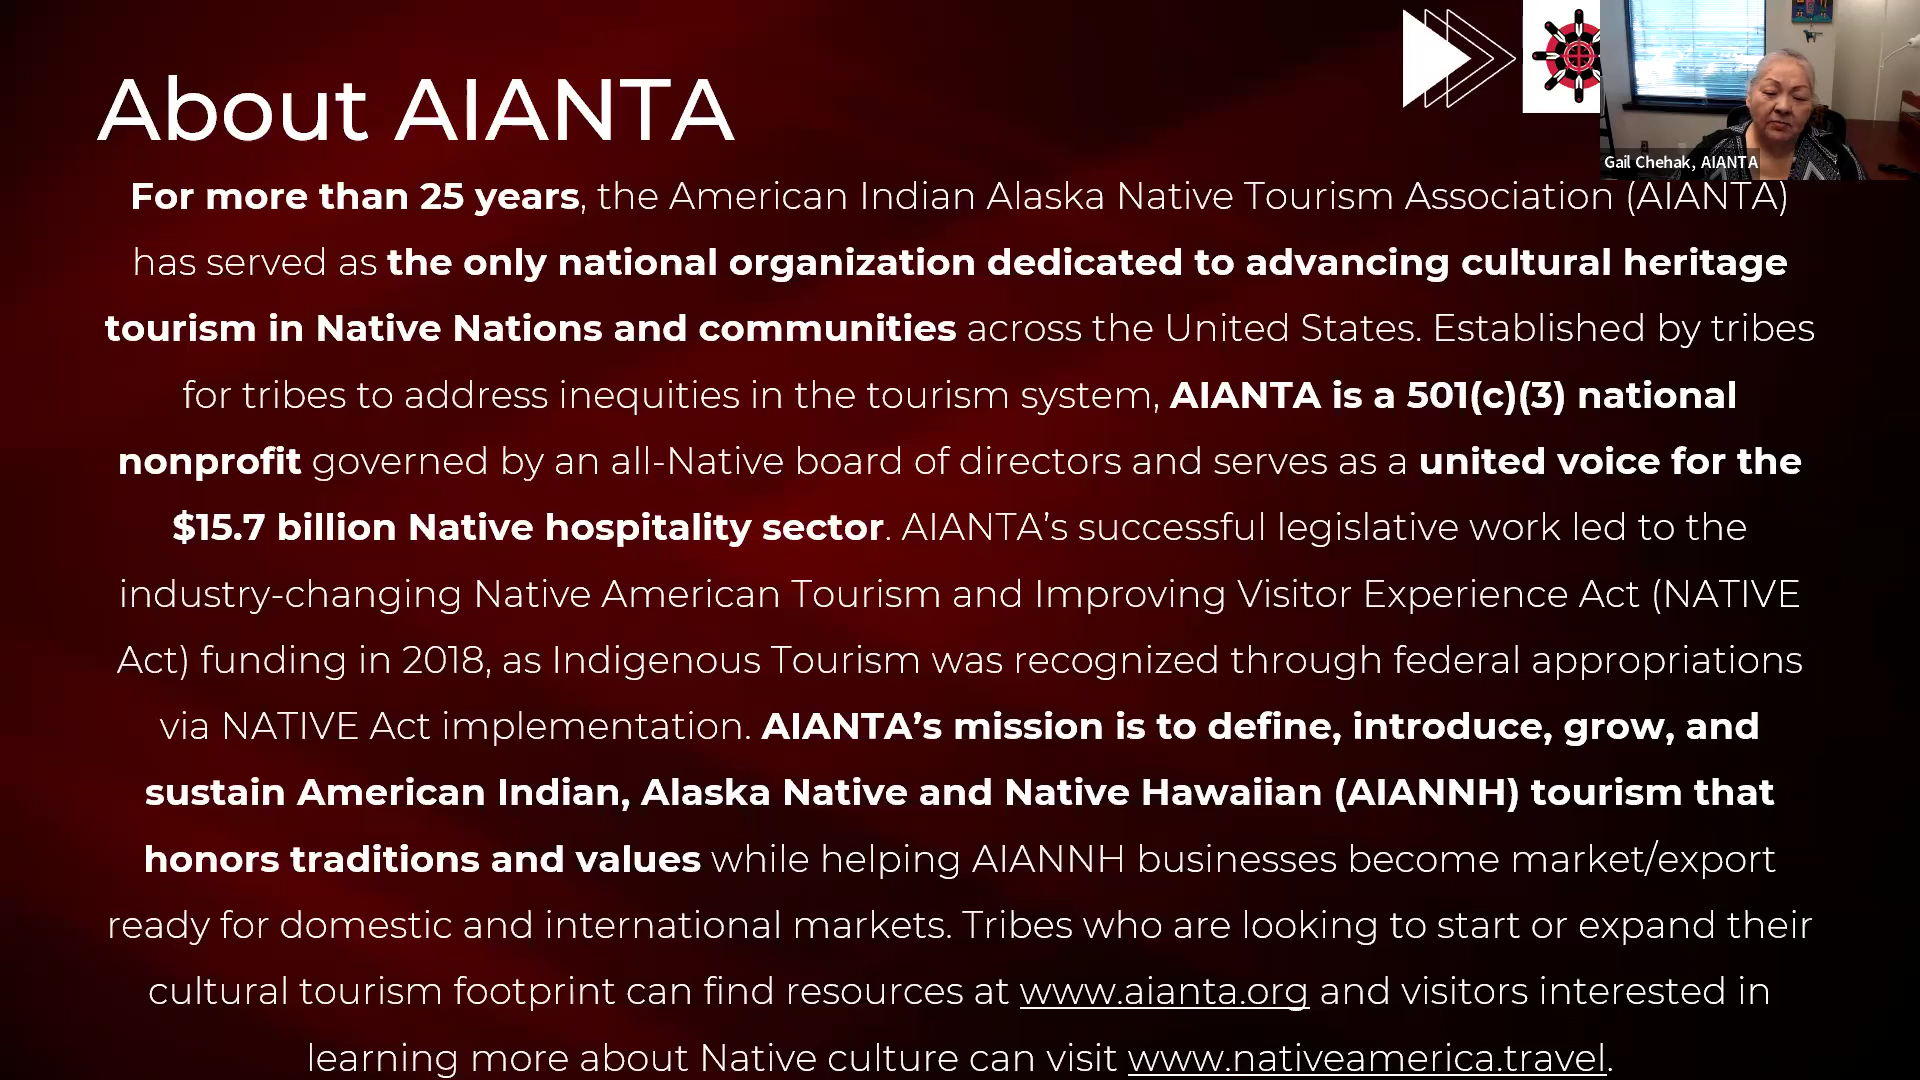 About AIANTA
Gail Chehak, AIANTA
For more than 25 years, the American Indian Alaska Native Tourism Association (AIANTA)
has served as the only national organization dedicated to advancing cultural heritage
tourism in Native Nations and communities across the United States. Established by tribes
for tribes to address inequities in the tourism system, AIANTA is a 501(c)(3) national
nonprofit governed by an all-Native board of directors and serves as a united voice for the
$15.7 billion Native hospitality sector. AIANTA’s successful legislative work led to the
industry-changing Native American Tourism and Improving Visitor Experience Act (NATIVE
Act) funding in 2018, as Indigenous Tourism was recognized through federal appropriations
via NATIVE Act implementation. AIANTA’s mission is to define, introduce, grow, and
sustain American Indian, Alaska Native and Native Hawaiian (AIANNH) tourism that
honors traditions and values while helping AIANNH businesses become market/export
ready for domestic and international markets. Tribes who are looking to start or expand their
cultural tourism footprint can find resources at www.aianta.org and visitors interested in
learning more about Native culture can visit www.nativeamerica.travel.